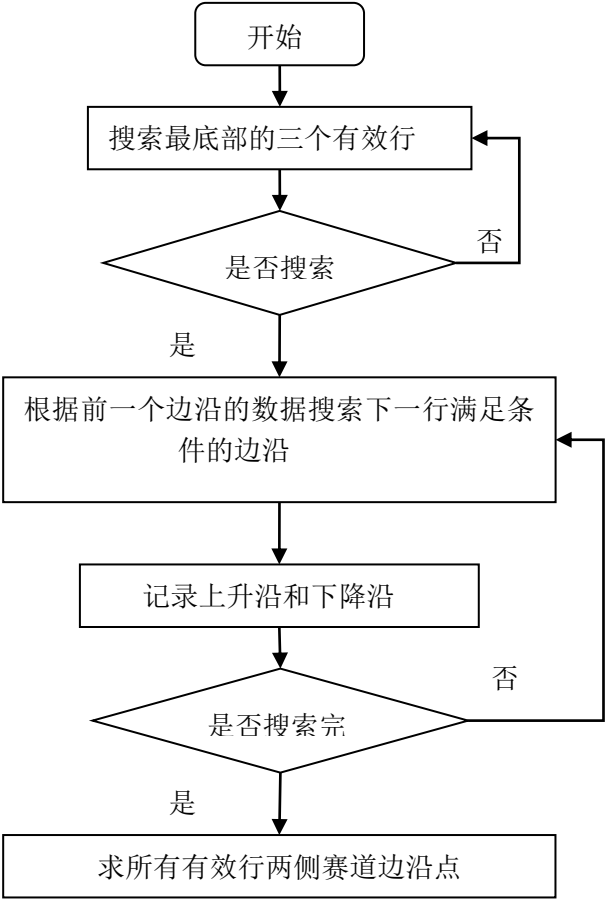 开始
搜索最底部的三个有效行
否
是否搜索
是
根据前一个边沿的数据搜索下一行满足条
件的边沿
记录上升沿和下降沿
否
是否搜索完
是
求所有有效行两侧赛道边沿点